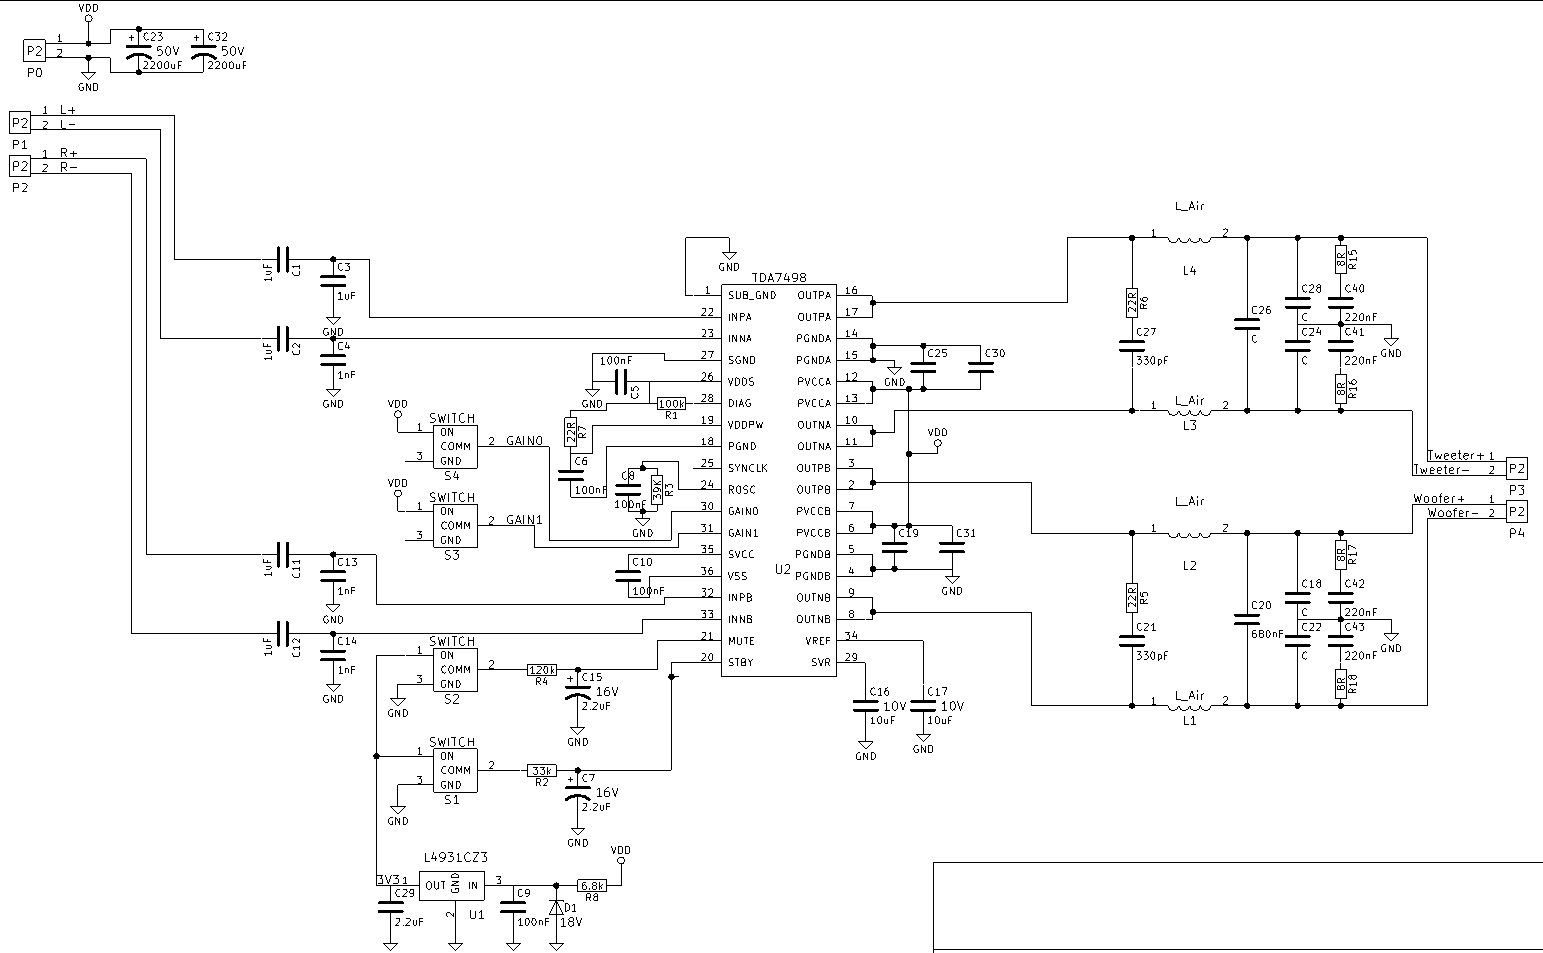 VDD
P2
1
2
P0
GND
+ C23
50V
2200uF
+ C32
50V
2200uF
P2
1 L+
2 L-
P1
P2
1 R+
2 R-
P2
1uF
C1
C3
1uF
GND
1uF
C2
C4
1nF
GND
VDD
SWITCH
1 ON
COMM 2 GAIN0
3 GND
S4
VDD
SWITCH
1 ON
COMM 2 GAIN1
3 GND
S3
1uF
C11
C13
1nF
GND
1uF
C12
C14
1nF
GND
SWITCH
1 ON
COMM 2
3 GND
S2
GND
120k
R4
+ C15
16V
2.2uF
GND
SWITCH
1 ON
COMM 2
3 GND
S1
GND
33k
R2
+ C7
16V
2.2uF
GND
L4931CZ3
3V3 1 OUT GND IN 3
2
U1
C29
2.2uF
C9
100nF
D1
18V
6.8k
R8
VDD
100nF
C5
GND
100k
R1
22R
R7
C6
100nF
C8
100nF
39K
R3
GND
C10
100nF
GND
TDA7498
1 SUB_GND OUTPA 16
22 INPA OUTPA 17
23 INNA PGNDA 14
27 SGND PGNDA 15
26 VDDS PVCCA 12
28 DIAG PVCCA 13
19 VDDPW OUTNA 10
18 PGND OUTNA 11
25 SYNCLK OUTPB 3
24 ROSC OUTPB 2
30 GAIN0 PVCCB 7
31 GAIN1 PVCCB 6
35 SVCC PGNDB 5
36 VSS U2 PGNDB 4
32 INPB OUTNB 9
33 INNB OUTNB 8
21 MUTE VREF 34
20 STBY SVR 29
C25
C30
GND
VDD
C19
C31
GND
C16
10V
10uF
GND
C17
10V
10uF
GND
L_Air
1 2
L4
22R
R6
C27
330pF
L_Air
1 2
L3
C26
C
C28
C
C24
C
8R
R15
C40
220nF
C41
220nF
8R
R16
GND
Tweeter+ 1
Tweeter- 2
P2
P3
Woofer+ 1
Woofer- 2
P2
P4
L_Air
1 2
L2
22R
R5
C21
330pF
L_Air
1 2
L1
C20
680nF
C18
C
C22
C
8R
R17
C42
220nF
C43
220nF
8R
R18
GND